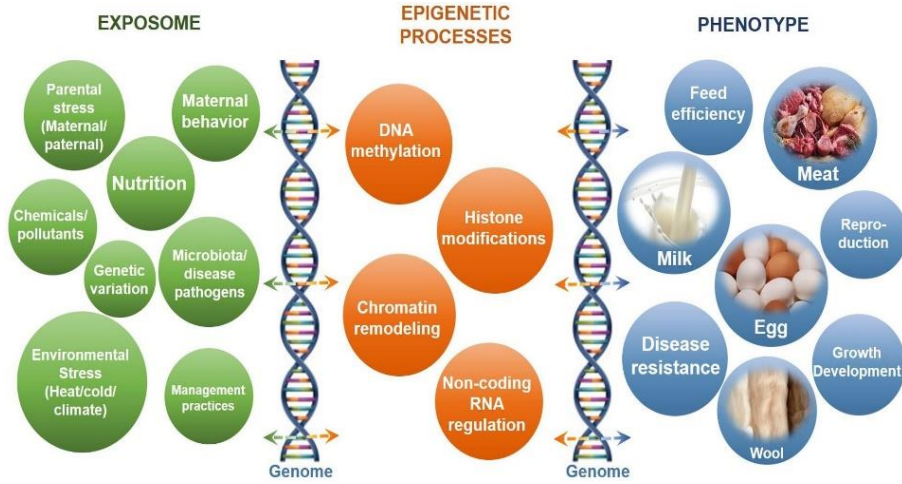 EXPOSOME
EPIGENETIC
PROCESSES
PHENOTYPE
Parental
stress
(Maternal/
paternal)
Maternal
behavior
Nutrition
Chemicals/
pollutants
Genetic
variation
Microbiota/
disease
pathogens
Environmental
Stress
(Heat/cold/
climate)
Management
practices
Genome
DNA
methylation
Histone
modifications
Chromatin
remodeling
Non-coding
RNA
regulation
Genome
Feed
efficiency
Meat
Milk
Repro-
duction
Egg
Disease
resistance
Growth
Development
Wool